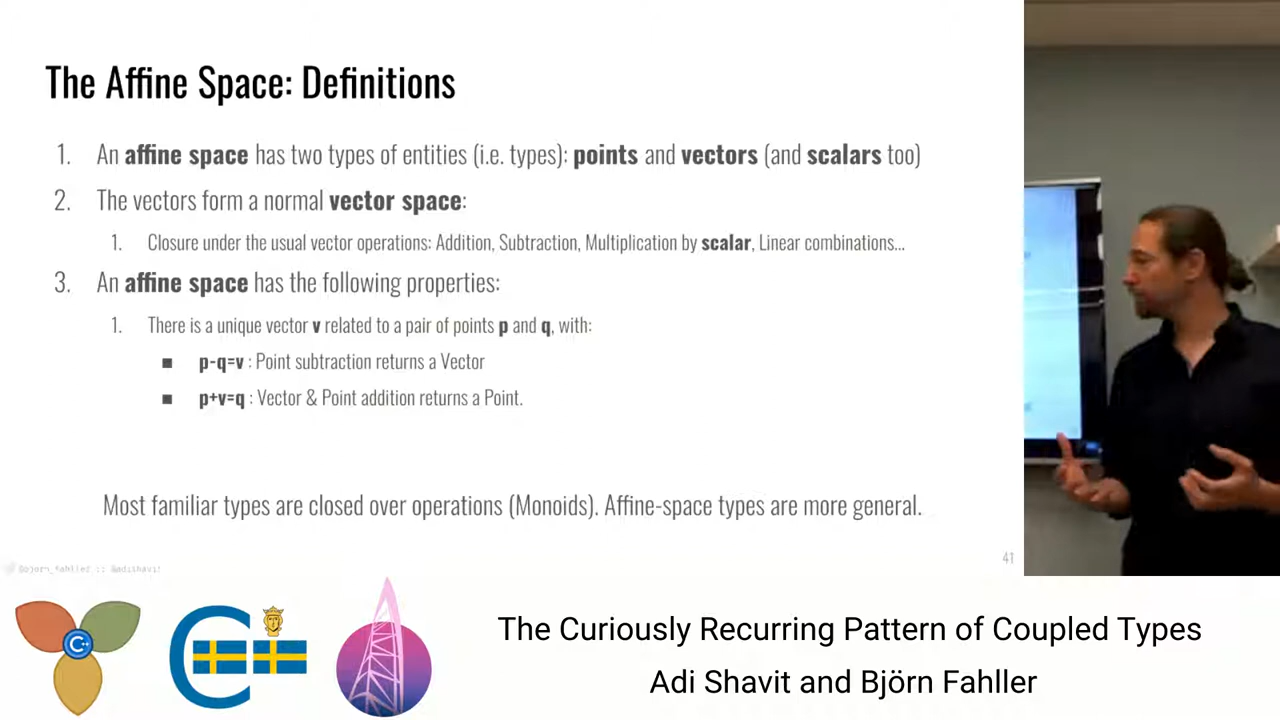 The Affine Space: Definitions
1. An affine space has two types of entities (i.e. types): points and vectors (and scalars too)
2. The vectors form a normal vector space:
1. Closure under the usual vector operations: Addition, Subtraction, Multiplication by scalar, Linear combinations...
3. An affine space has the following properties:
1. There is a unique vector v related to a pair of points p and q, with:
■ p-q=v : Point subtraction returns a Vector
■ p+v=q : Vector & Point addition returns a Point.
Most familiar types are closed over operations (Monoids). Affine-space types are more general.
41
@bjorn_fahller :: @adishavit
C++
C++
The Curiously Recurring Pattern of Coupled Types
Adi Shavit and Björn Fahller